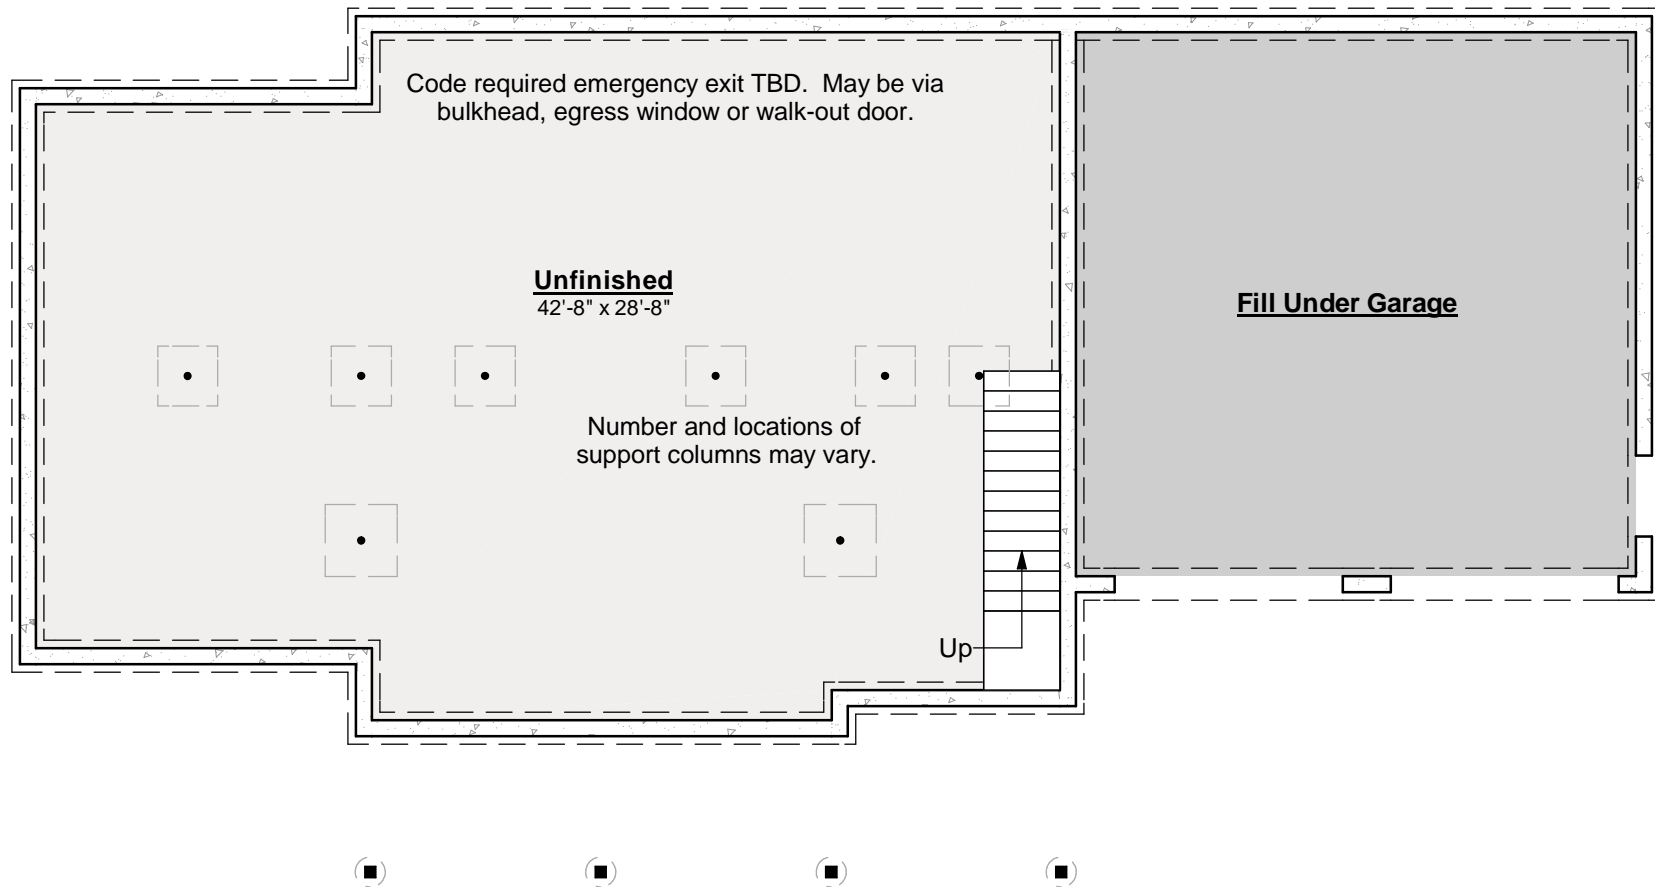 Code required emergency exit TBD.  May be via
bulkhead, egress window or walk-out door.
Unfinished
42'-8" x 28'-8"
Fill Under Garage
Number and locations of
support columns may vary.
Up